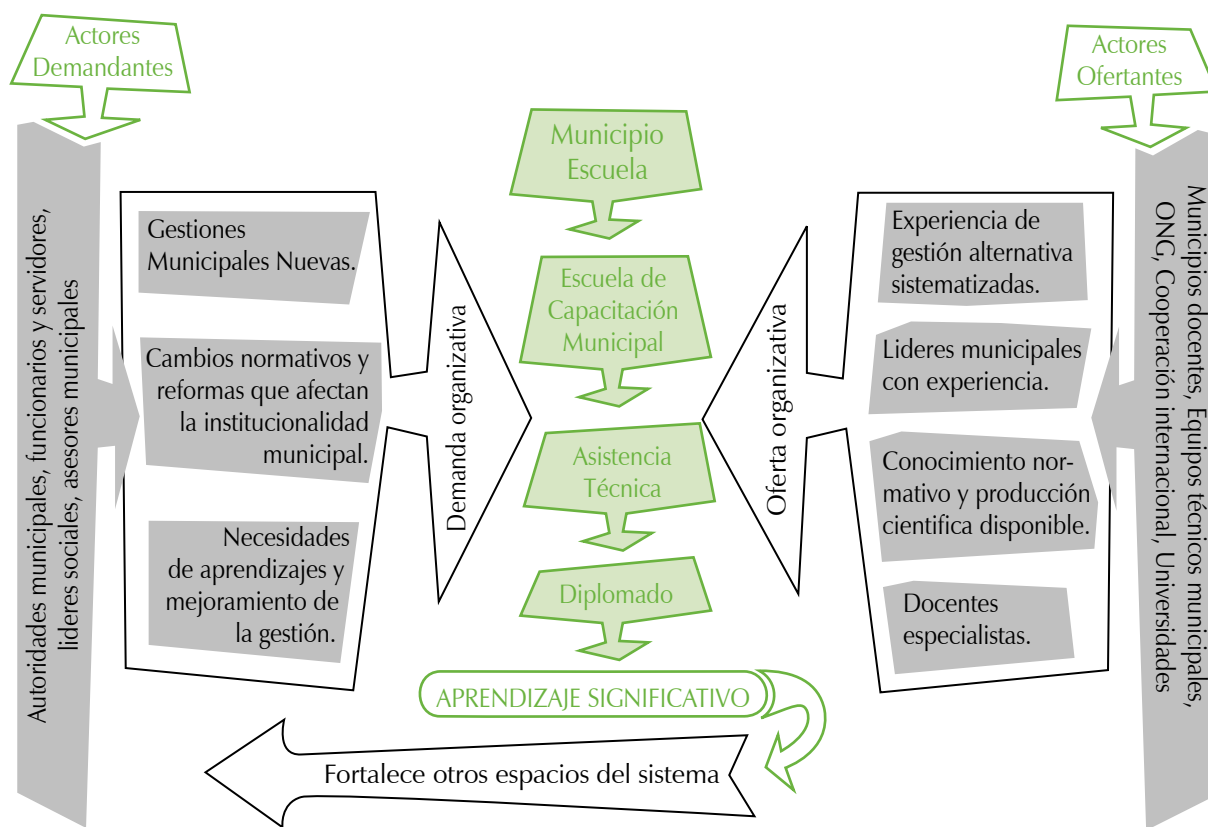 Actores
Demandantes
Autoridades municipales, funcionarios y servidores,
lideres sociales, asesores municipales
Gestiones
Municipales Nuevas.
Cambios normativos y
reformas que afectan
la institucionalidad
municipal.
Necesidades
de aprendizajes y
mejoramiento de
la gestión.
Demanda organizativa
Municipio
Escuela
Escuela de
Capacitación
Municipal
Asistencia
Técnica
Diplomado
APRENDIZAJE SIGNIFICATIVO
Fortalece otros espacios del sistema
Oferta organizativa
Experiencia de
gestión alternativa
sistematizadas.
Lideres municipales
con experiencia.
Conocimiento nor-
mativo y producción
cientifica disponible.
Docentes
especialistas.
Actores
Ofertantes
Municipios docentes, Equipos técnicos municipales,
ONG, Cooperación internacional, Universidades